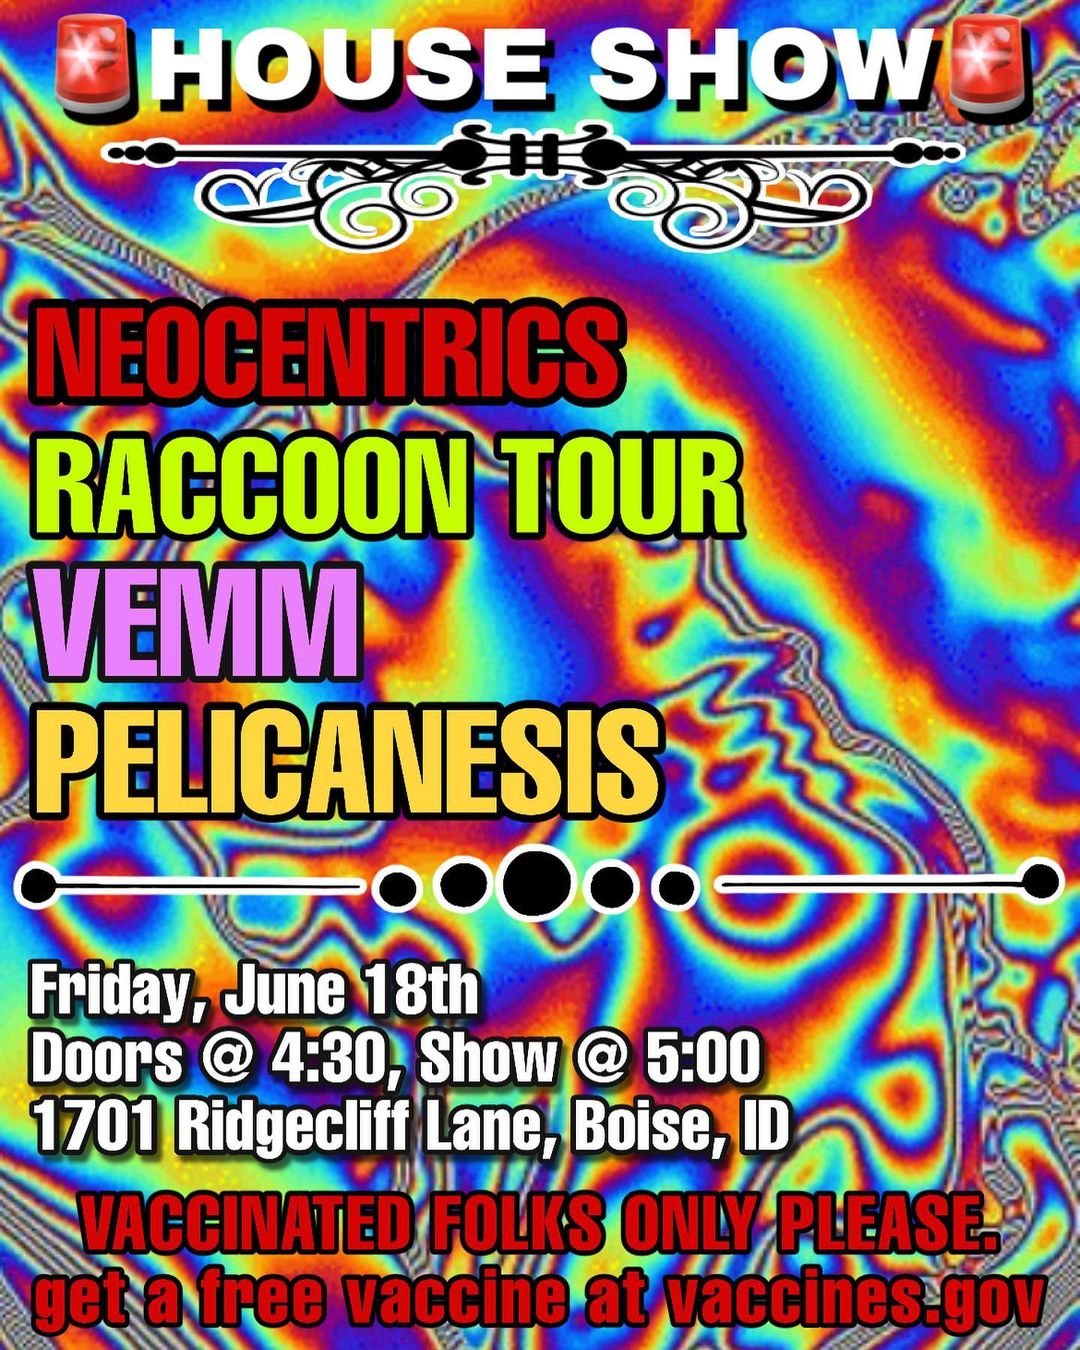 🚨HOUSE SHOW🚨
NEOCENTRICS
RACCOON TOUR
VEMM
PELICANESIS
Friday, June 18th
Doors @ 4:30, Show @ 5:00
1701 Ridgecliff Lane, Boise, ID
VACCINATED FOLKS ONLY PLEASE.
get a free vaccine at vaccines.gov